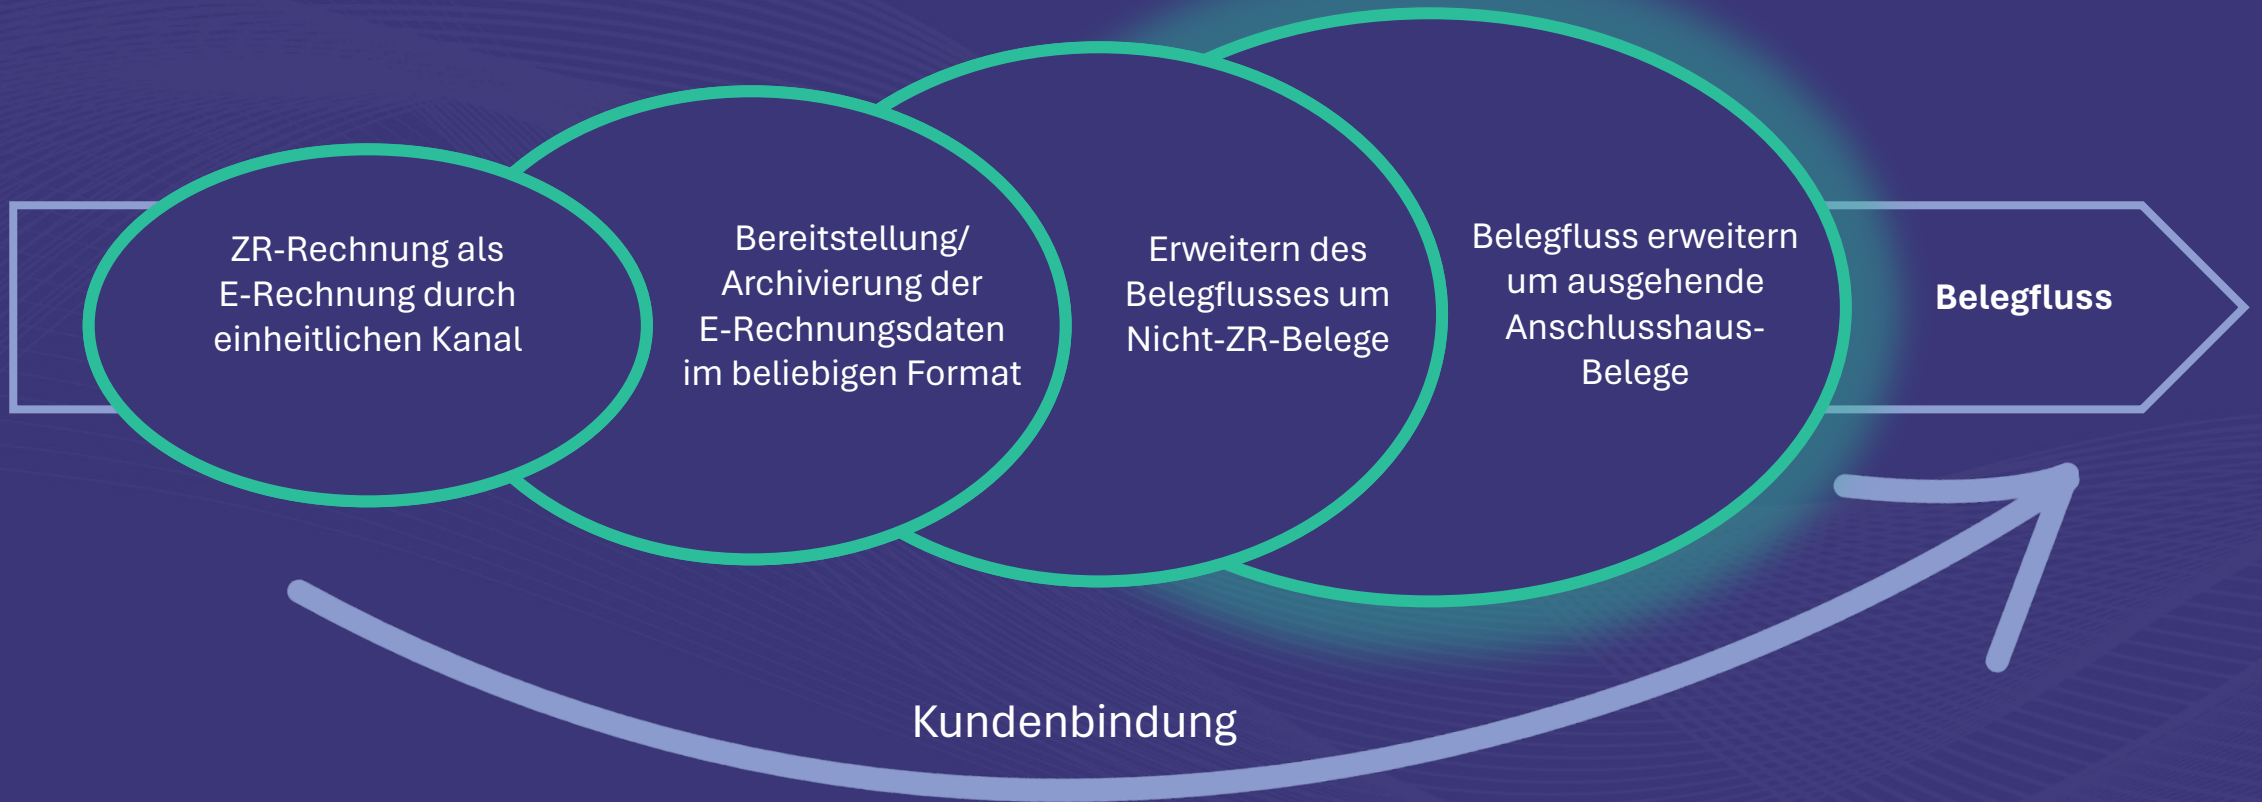 ZR-Rechnung als
E-Rechnung durch
einheitlichen Kanal
Bereitstellung/
Archivierung der
E-Rechnungsdaten
im beliebigen Format
Erweitern des
Belegflusses um
Nicht-ZR-Belege
Belegfluss erweitern
um ausgehende
Anschlusshaus-
Belege
Belegfluss
Kundenbindung